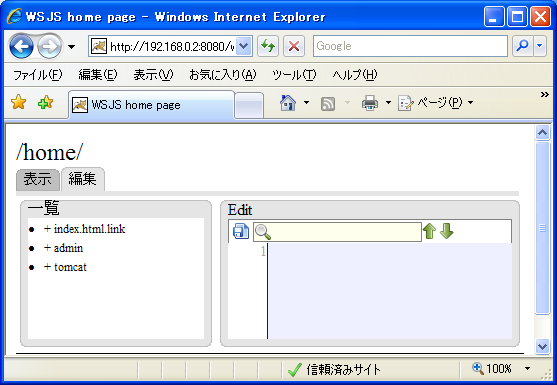 WSJS home page - Windows Internet Explorer
http://192.168.0.2:8080/
Google
ファイル(F) 編集(E) 表示(V) お気に入り(A) ツール(T) ヘルプ(H)
WSJS home page
ページ(P)
/home/
表示 編集
一覧
+ index.html.link
+ admin
+ tomcat
Edit
1
信頼済みサイト
100%